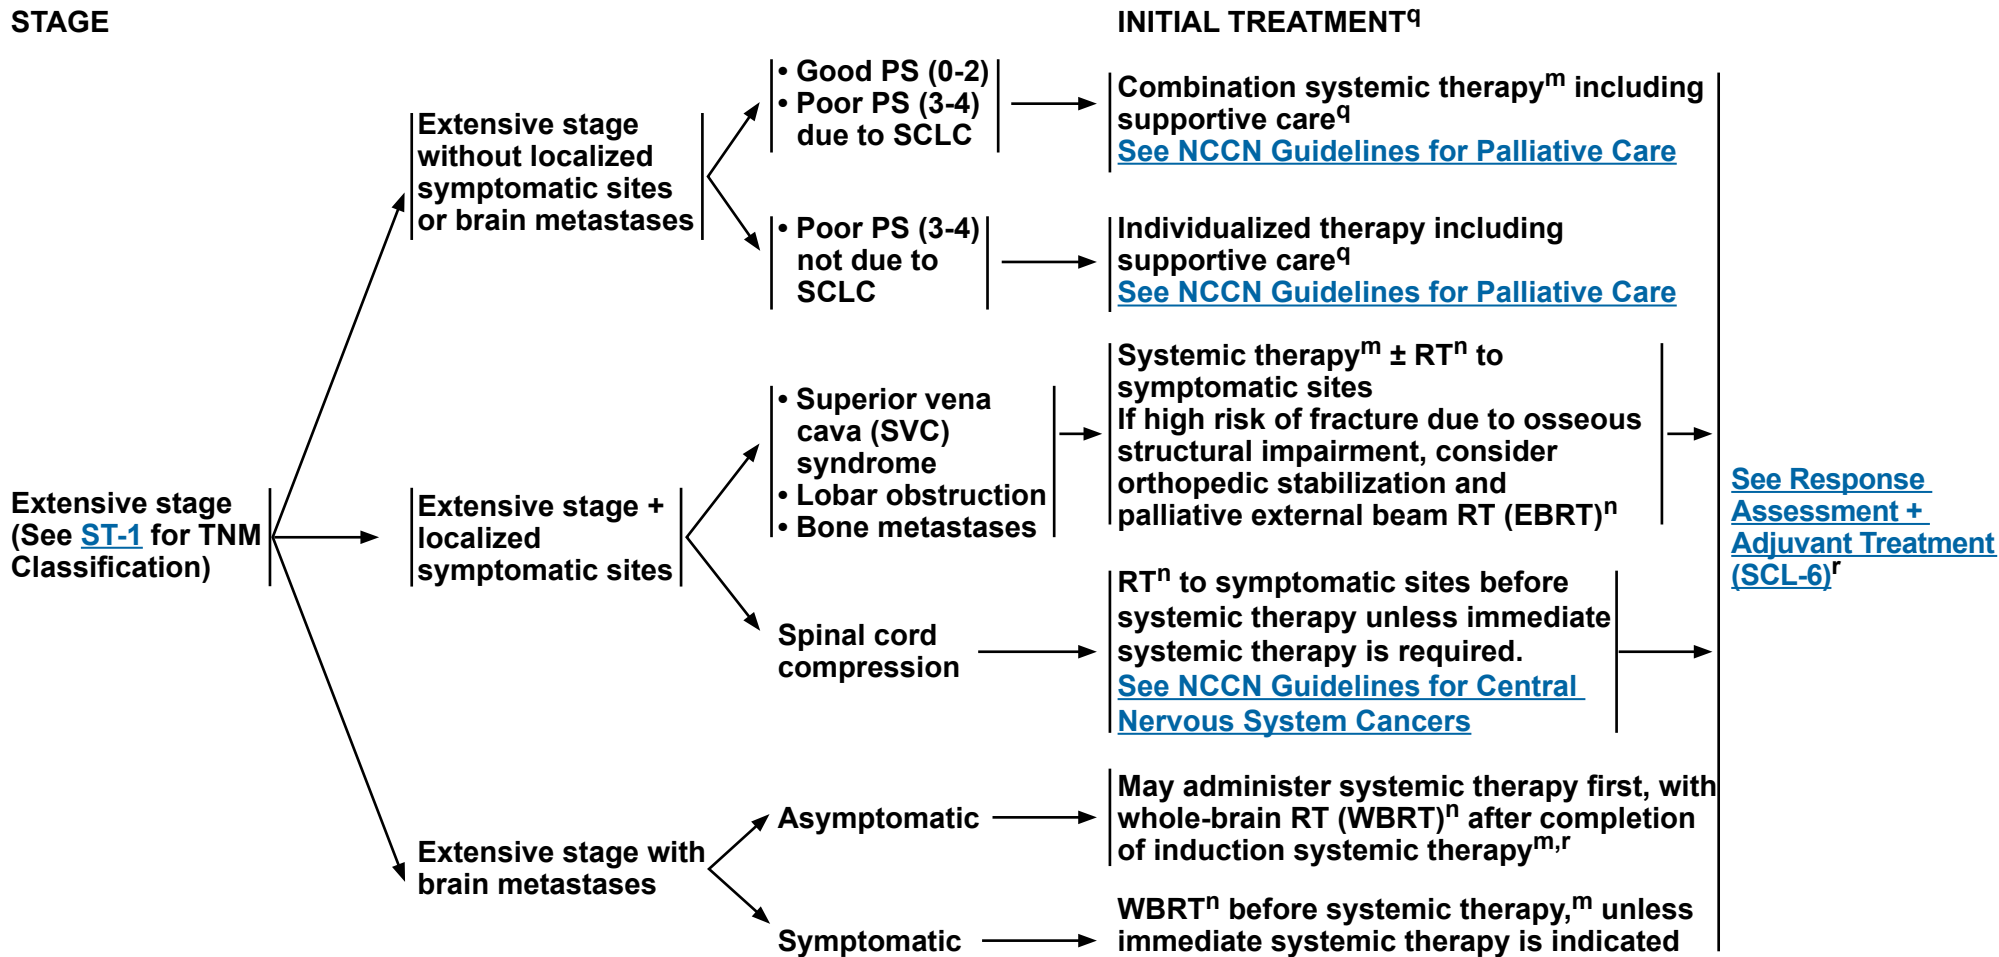 STAGE
INITIAL TREATMENTq
Extensive stage
(See ST-1 for TNM
Classification)
Extensive stage
without localized
symptomatic sites
or brain metastases
• Good PS (0-2)
• Poor PS (3-4)
due to SCLC
Combination systemic therapym including
supportive careq
See NCCN Guidelines for Palliative Care
• Poor PS (3-4)
not due to
SCLC
Individualized therapy including
supportive careq
See NCCN Guidelines for Palliative Care
Extensive stage +
localized
symptomatic sites
• Superior vena
cava (SVC)
syndrome
• Lobar obstruction
• Bone metastases
Systemic therapym ± RTn to
symptomatic sites
If high risk of fracture due to osseous
structural impairment, consider
orthopedic stabilization and
palliative external beam RT (EBRT)n
Spinal cord
compression
RTn to symptomatic sites before
systemic therapy unless immediate
systemic therapy is required.
See NCCN Guidelines for Central
Nervous System Cancers
Extensive stage with
brain metastases
Asymptomatic
May administer systemic therapy first, with
whole-brain RT (WBRT)n after completion
of induction systemic therapym,r
Symptomatic
WBRTn before systemic therapy,m unless
immediate systemic therapy is indicated
See Response
Assessment +
Adjuvant Treatment
(SCL-6)r